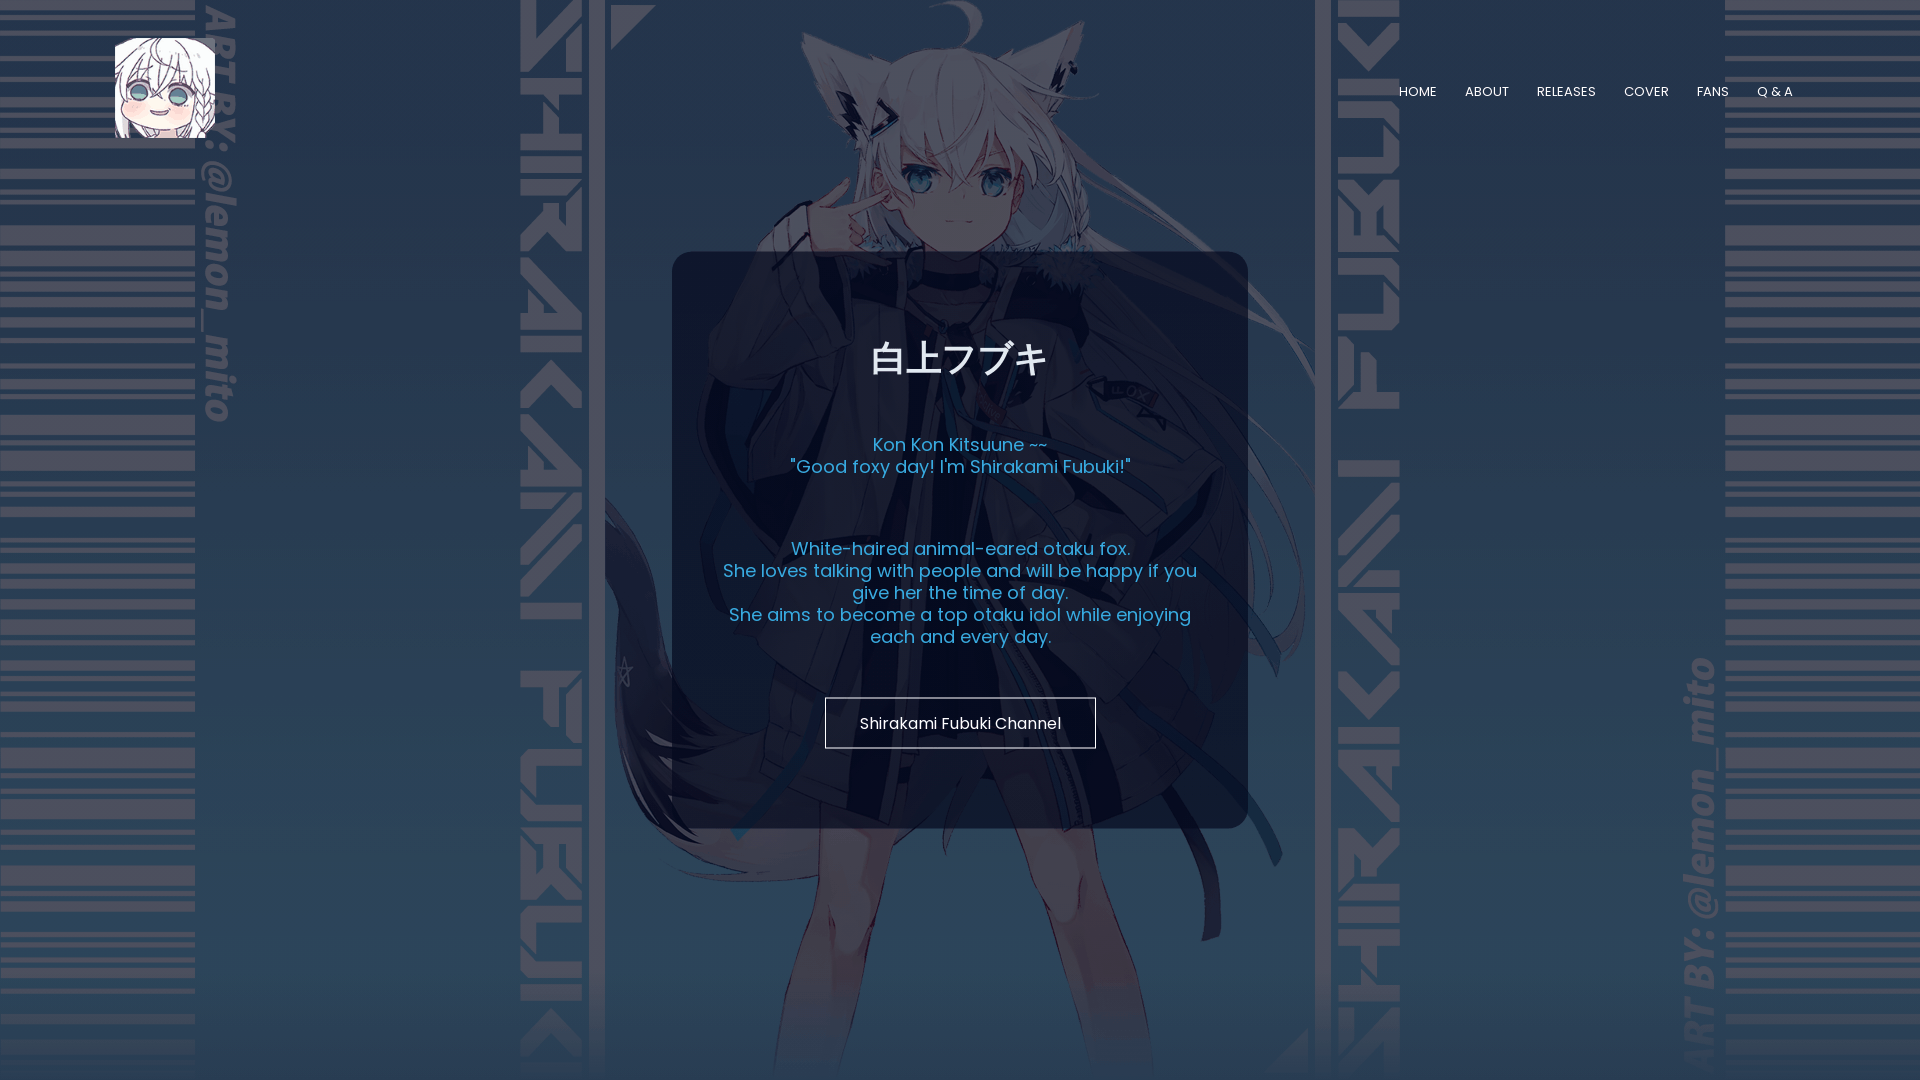 HOME ABOUT RELEASES COVER FANS Q & A
ART BY: @lemon_mito
SHIRAKAMI FUBUKI
SHIRAKAMI FUBUKI
FOX
白上フブキ
Kon Kon Kitsuune ~~
"Good foxy day! I'm Shirakami Fubuki!"
White-haired animal-eared otaku fox.
She loves talking with people and will be happy if you
give her the time of day.
She aims to become a top otaku idol while enjoying
each and every day.
Shirakami Fubuki Channel
ART BY: @lemon_mito